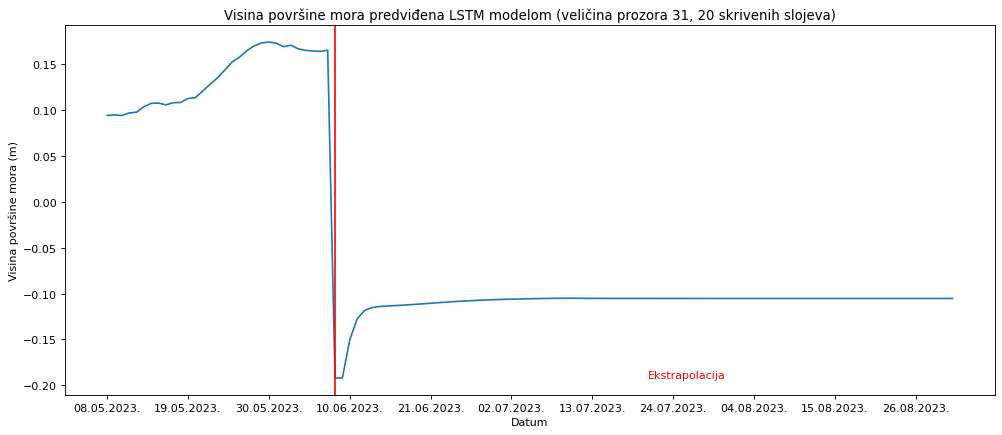 Visina površine mora predviđena LSTM modelom (veličina prozora 31, 20 skrivenih slojeva)
Visina površine mora (m)
0.15
0.10
0.05
0.00
−0.05
−0.10
−0.15
−0.20
Ekstrapolacija
08.05.2023. 19.05.2023. 30.05.2023. 10.06.2023. 21.06.2023. 02.07.2023. 13.07.2023. 24.07.2023. 04.08.2023. 15.08.2023. 26.08.2023.
Datum